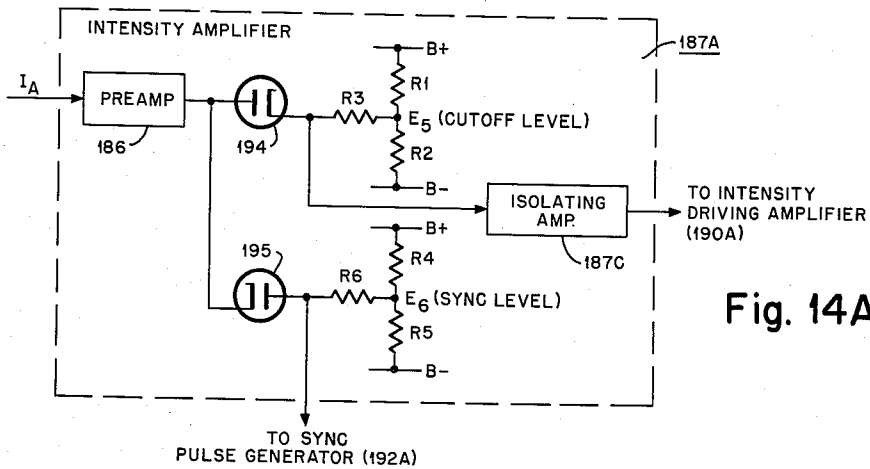 INTENSITY AMPLIFIER
187A
B+
I_A
PREAMP
R1
R3
E5 (CUTOFF LEVEL)
186
194
R2
B-
ISOLATING
AMP.
TO INTENSITY
DRIVING AMPLIFIER
(190A)
B+
195
187C
R4
R6
E6 (SYNC LEVEL)
R5
Fig. 14A
B-
TO SYNC
PULSE GENERATOR (192A)